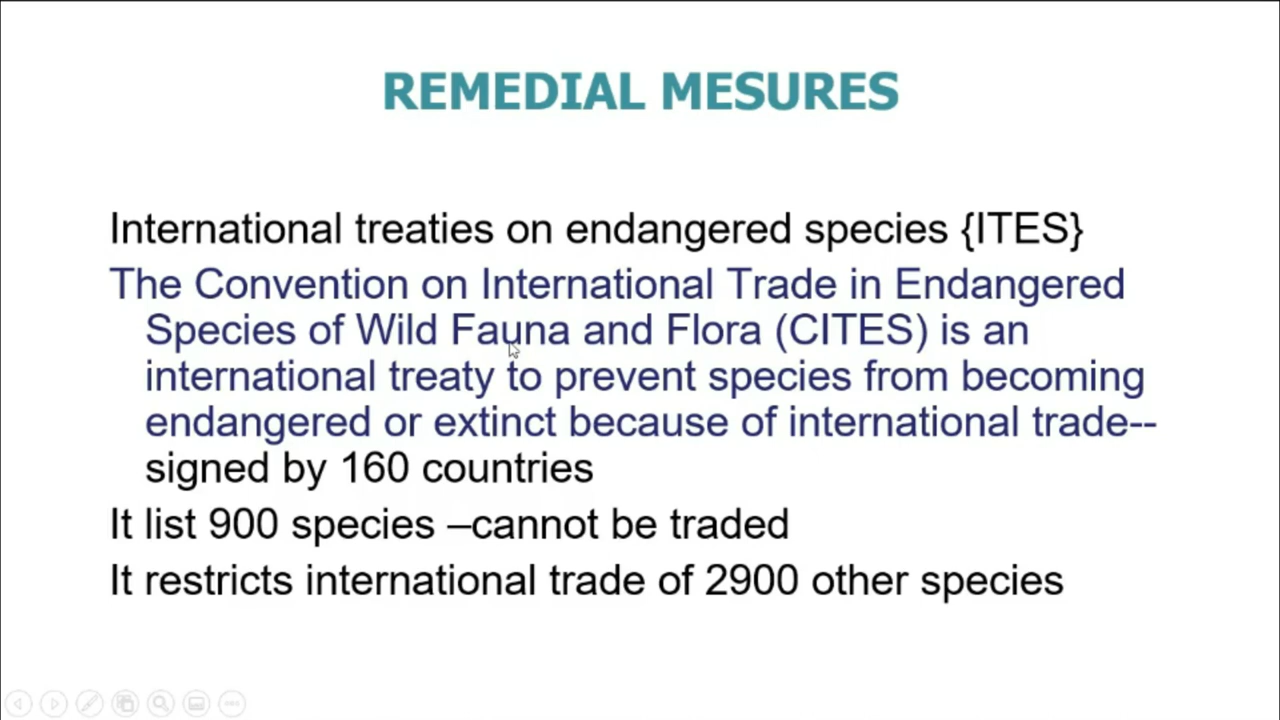 REMEDIAL MESURES
International treaties on endangered species {ITES}
The Convention on International Trade in Endangered
Species of Wild Fauna and Flora (CITES) is an
international treaty to prevent species from becoming
endangered or extinct because of international trade--
signed by 160 countries
It list 900 species –cannot be traded
It restricts international trade of 2900 other species